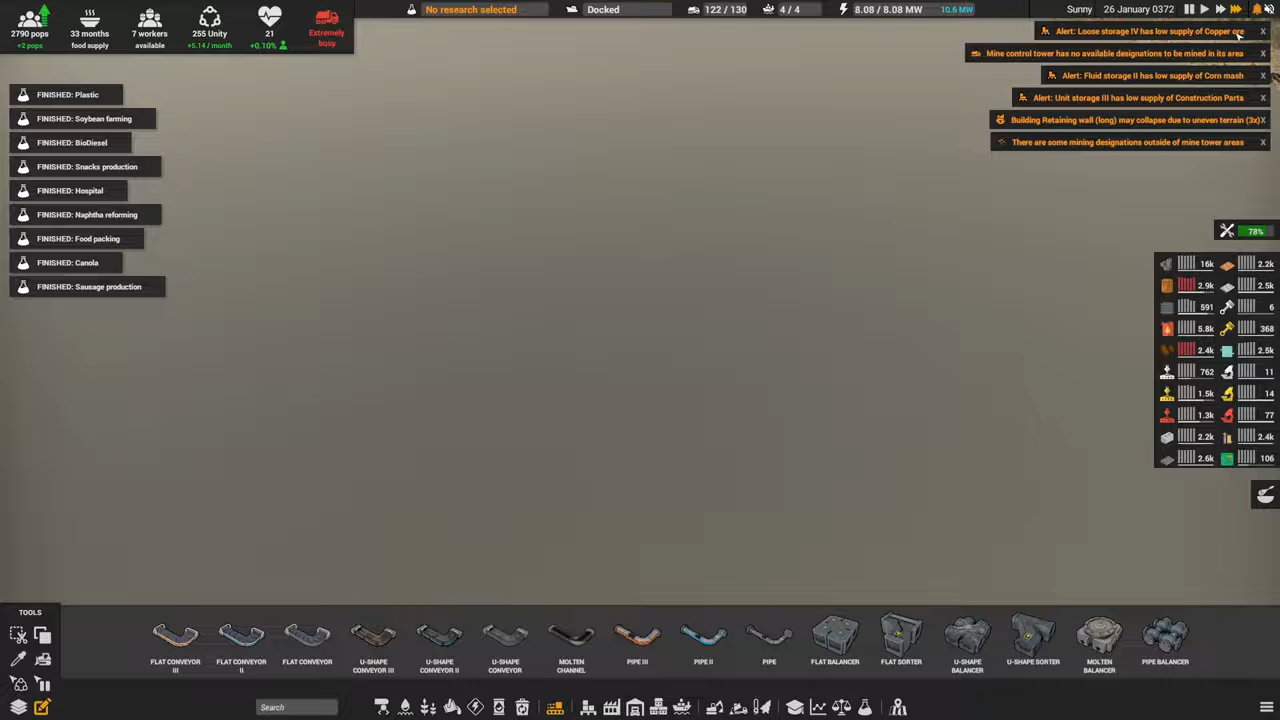 2790 pops
+2 pops
33 months
food supply
7 workers
available
255 Unity
+5.14 / month
21
+0.10%
Extremely
busy
No research selected
Docked
122 / 130
4 / 4
8.08 / 8.08 MW
10.6 MW
Sunny
26 January 0372
Alert: Loose storage IV has low supply of Copper ore
X
Mine control tower has no available designations to be mined in its area
X
Alert: Fluid storage II has low supply of Corn mash
X
Alert: Unit storage III has low supply of Construction Parts
X
Building Retaining wall (long) may collapse due to uneven terrain (3x)
X
There are some mining designations outside of mine tower areas
X
FINISHED: Plastic
FINISHED: Soybean farming
FINISHED: BioDiesel
FINISHED: Snacks production
FINISHED: Hospital
FINISHED: Naphtha reforming
FINISHED: Food packing
FINISHED: Canola
FINISHED: Sausage production
78%
16k
2.2k
2.9k
2.5k
591
6
5.8k
368
2.4k
2.5k
762
11
1.5k
14
1.3k
77
2.2k
2.4k
2.6k
106
TOOLS
FLAT CONVEYOR
III
FLAT CONVEYOR
II
FLAT CONVEYOR
U-SHAPE
CONVEYOR III
U-SHAPE
CONVEYOR II
U-SHAPE
CONVEYOR
MOLTEN
CHANNEL
PIPE III
PIPE II
PIPE
FLAT BALANCER
FLAT SORTER
U-SHAPE
BALANCER
U-SHAPE SORTER
MOLTEN
BALANCER
PIPE BALANCER
Search